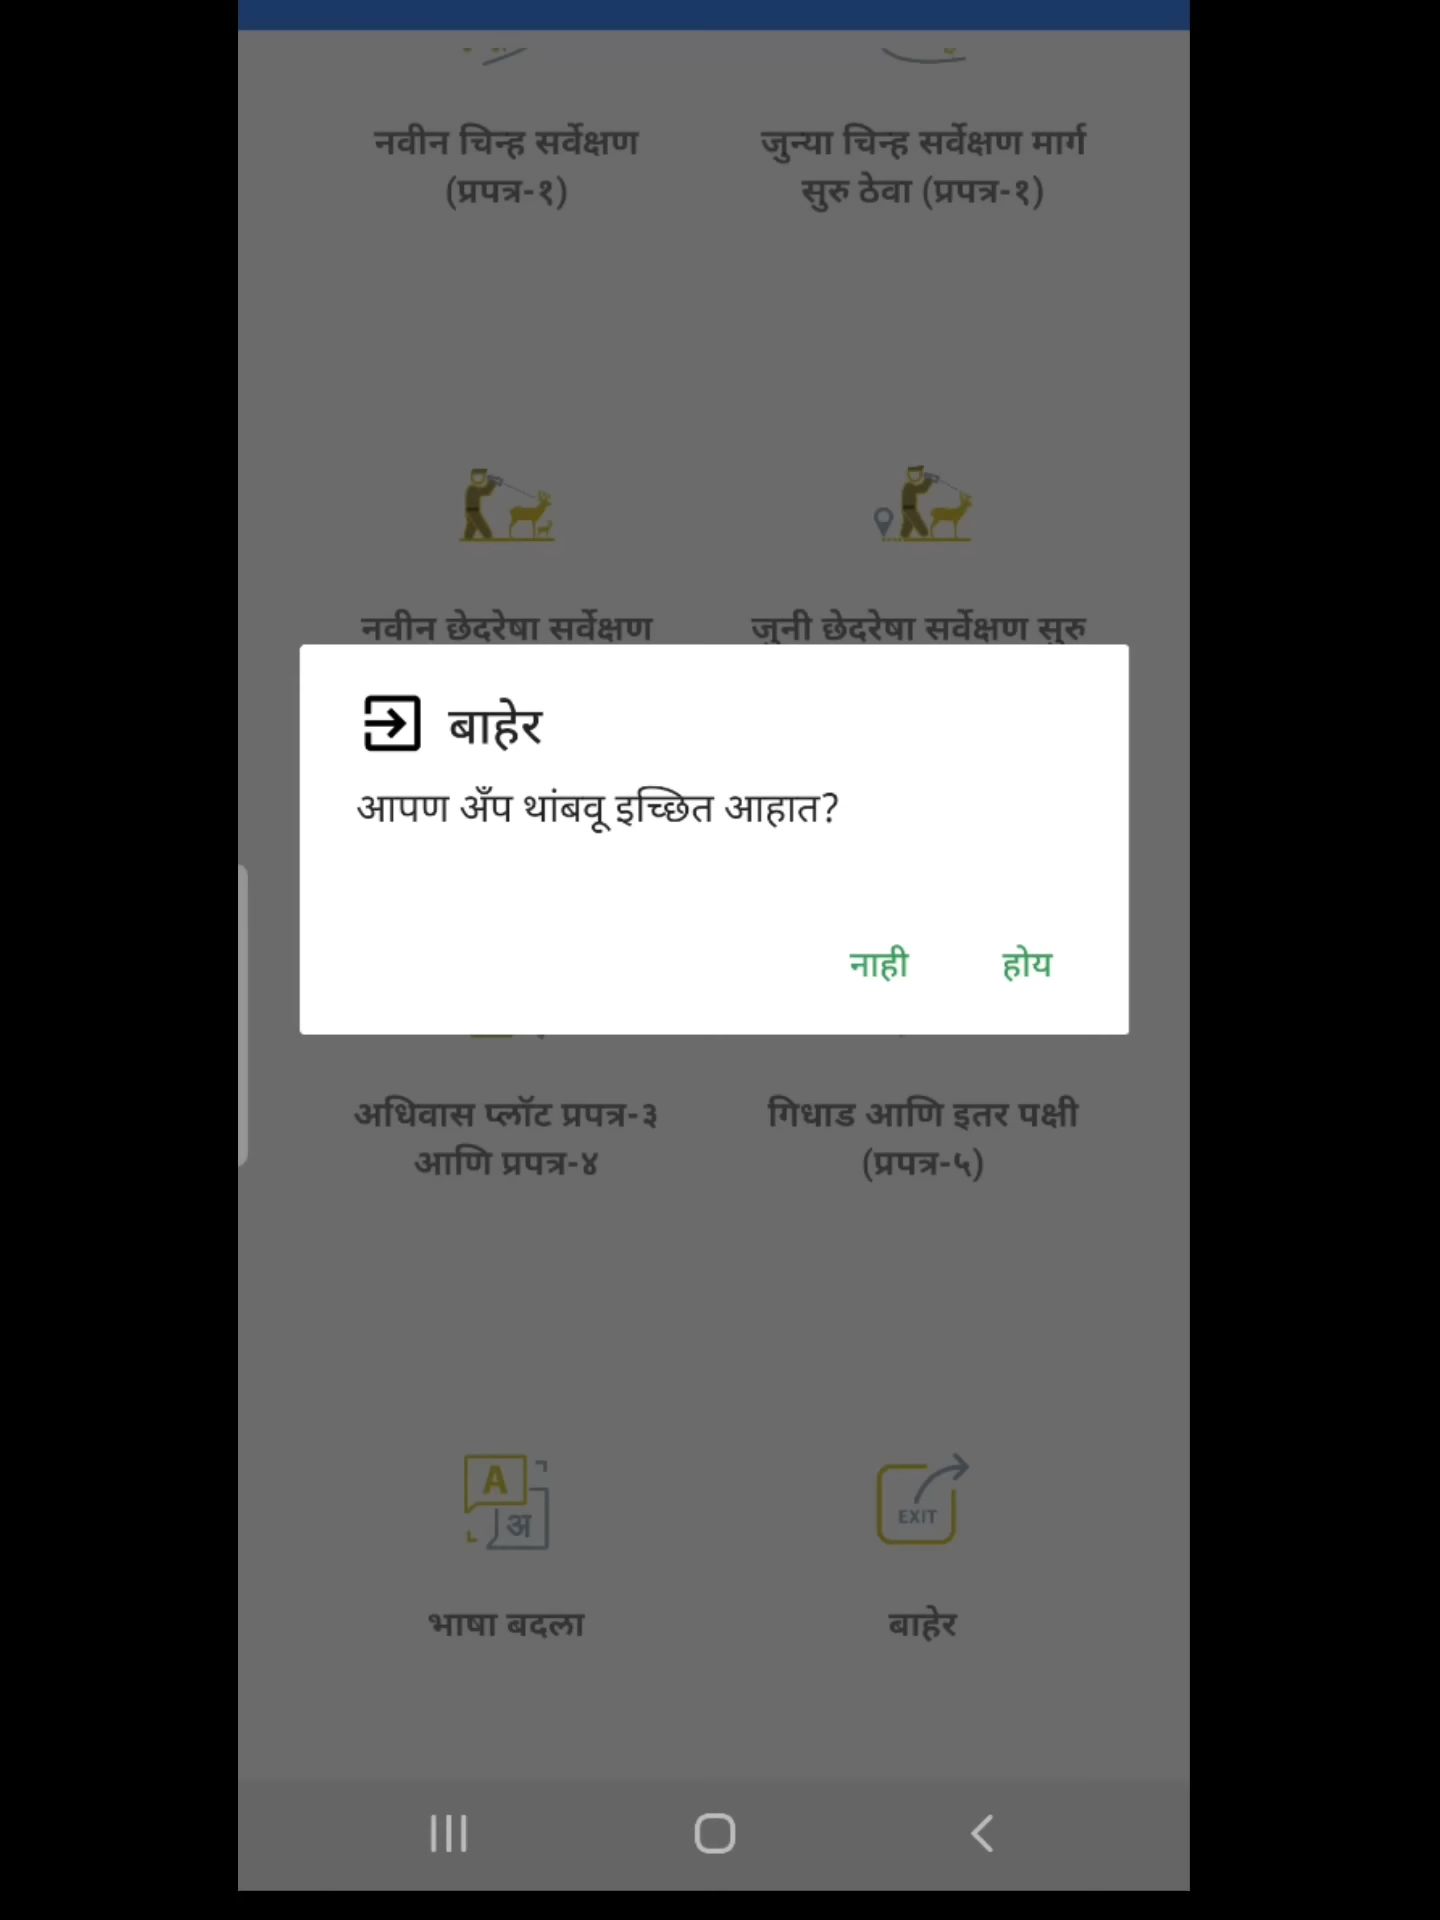 नवीन चिन्ह सर्वेक्षण
(प्रपत्र-१)
जुन्या चिन्ह सर्वेक्षण मार्ग
सुरु ठेवा (प्रपत्र-१)
नवीन छेदरेषा सर्वेक्षण
जुनी छेदरेषा सर्वेक्षण सुरु
बाहेर
आपण अँप थांबवू इच्छित आहात?
नाही
होय
अधिवास प्लॉट प्रपत्र-३
आणि प्रपत्र-४
गिधाड आणि इतर पक्षी
(प्रपत्र-५)
A
अ
EXIT
भाषा बदला
बाहेर